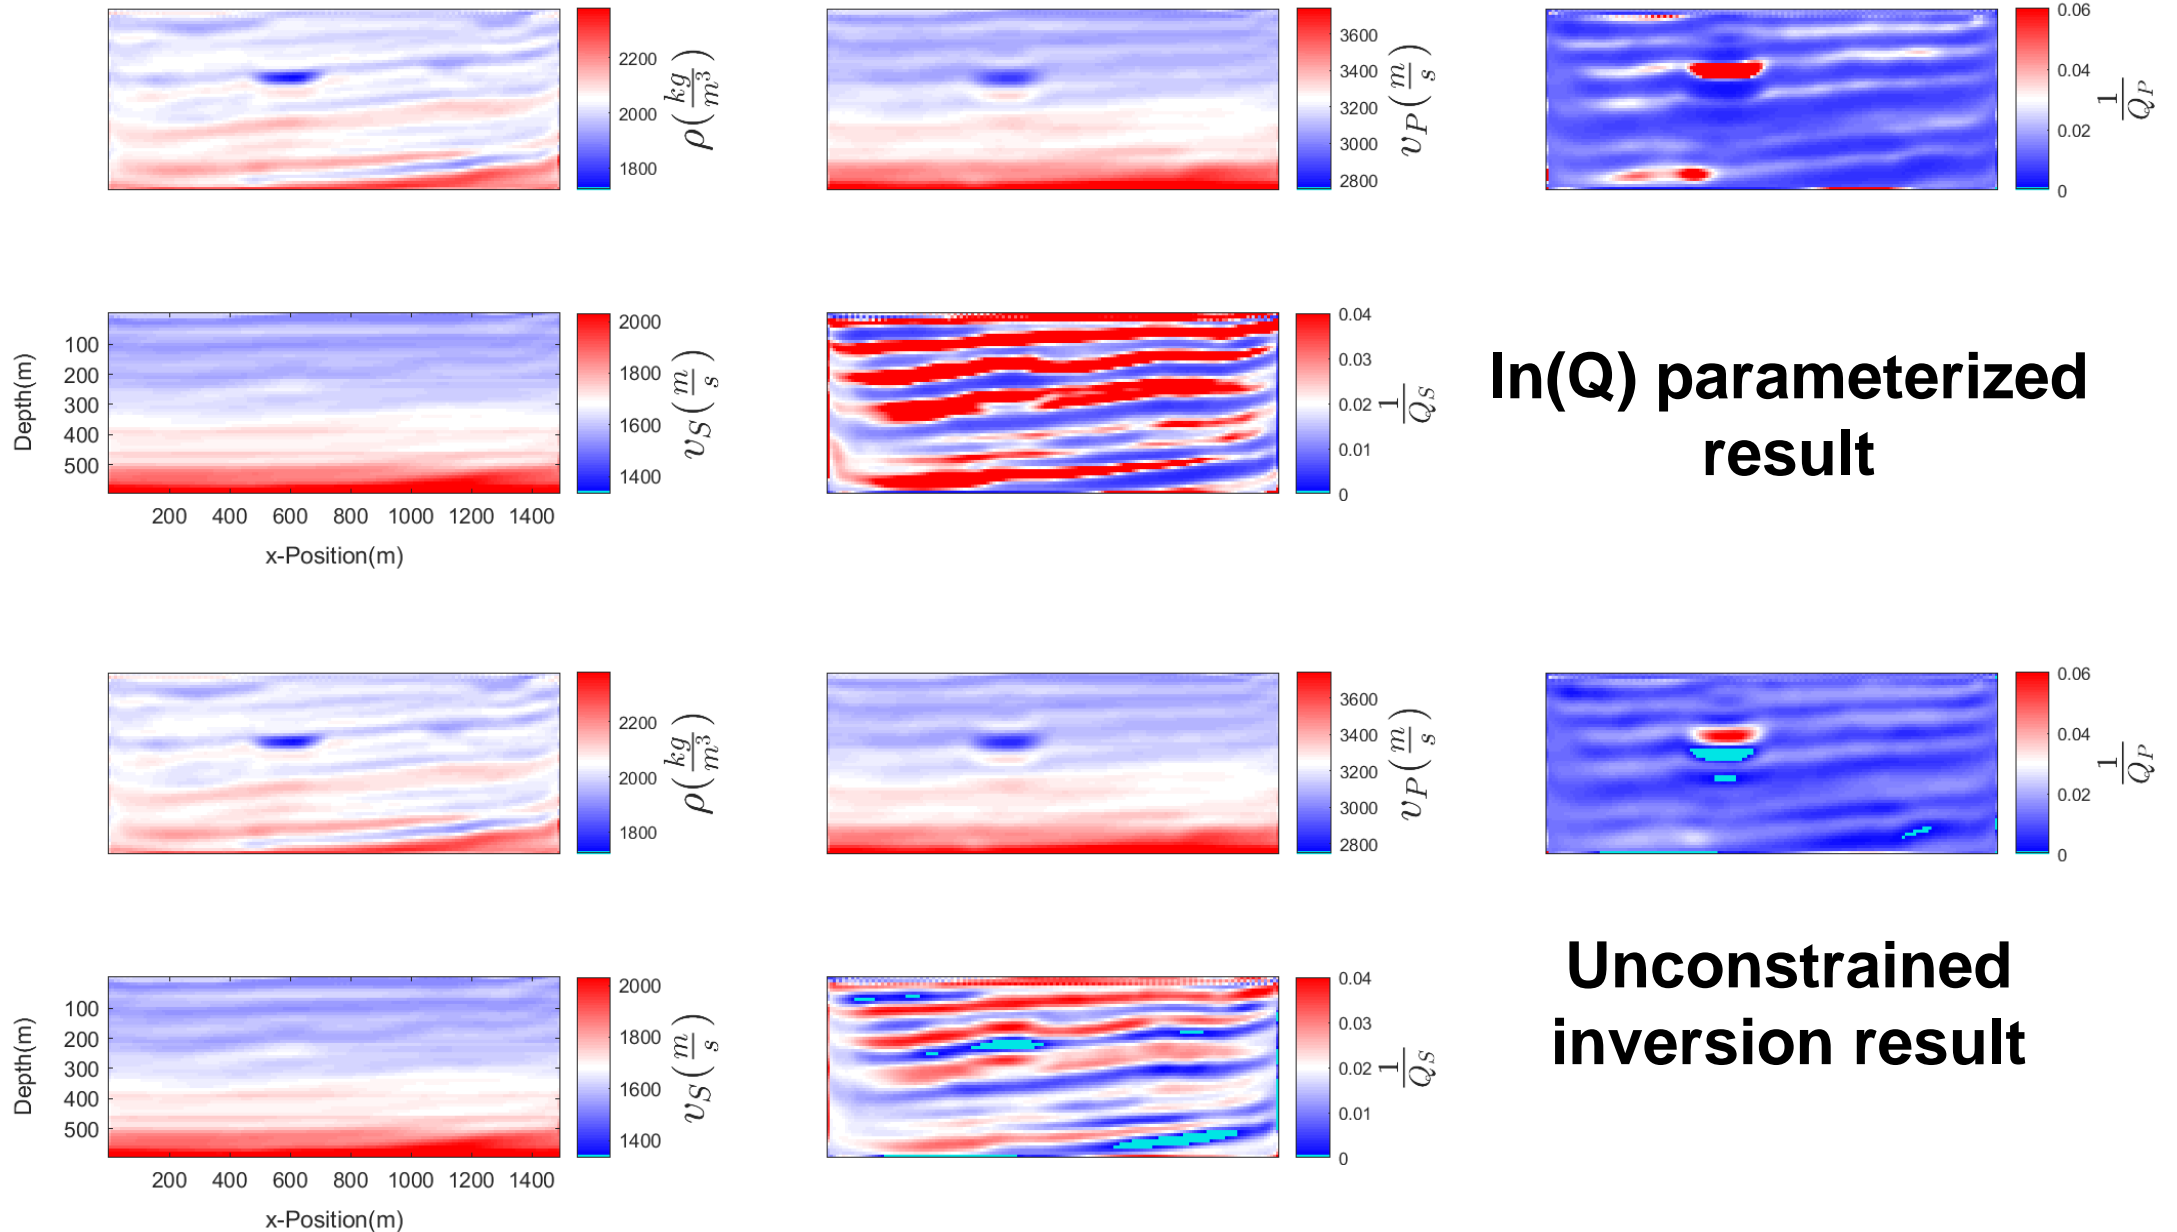 2200
2000
1800
ρ(kg/m³)
3600
3400
3200
3000
2800
v_P(m/s)
0.06
0.04
0.02
0
1/Q_P
100
200
300
400
500
Depth(m)
200 400 600 800 1000 1200 1400
x-Position(m)
2000
1800
1600
1400
v_S(m/s)
0.04
0.03
0.02
0.01
0
1/Q_S
ln(Q) parameterized
result
2200
2000
1800
ρ(kg/m³)
3600
3400
3200
3000
2800
v_P(m/s)
0.06
0.04
0.02
0
1/Q_P
100
200
300
400
500
Depth(m)
200 400 600 800 1000 1200 1400
x-Position(m)
2000
1800
1600
1400
v_S(m/s)
0.04
0.03
0.02
0.01
0
1/Q_S
Unconstrained
inversion result